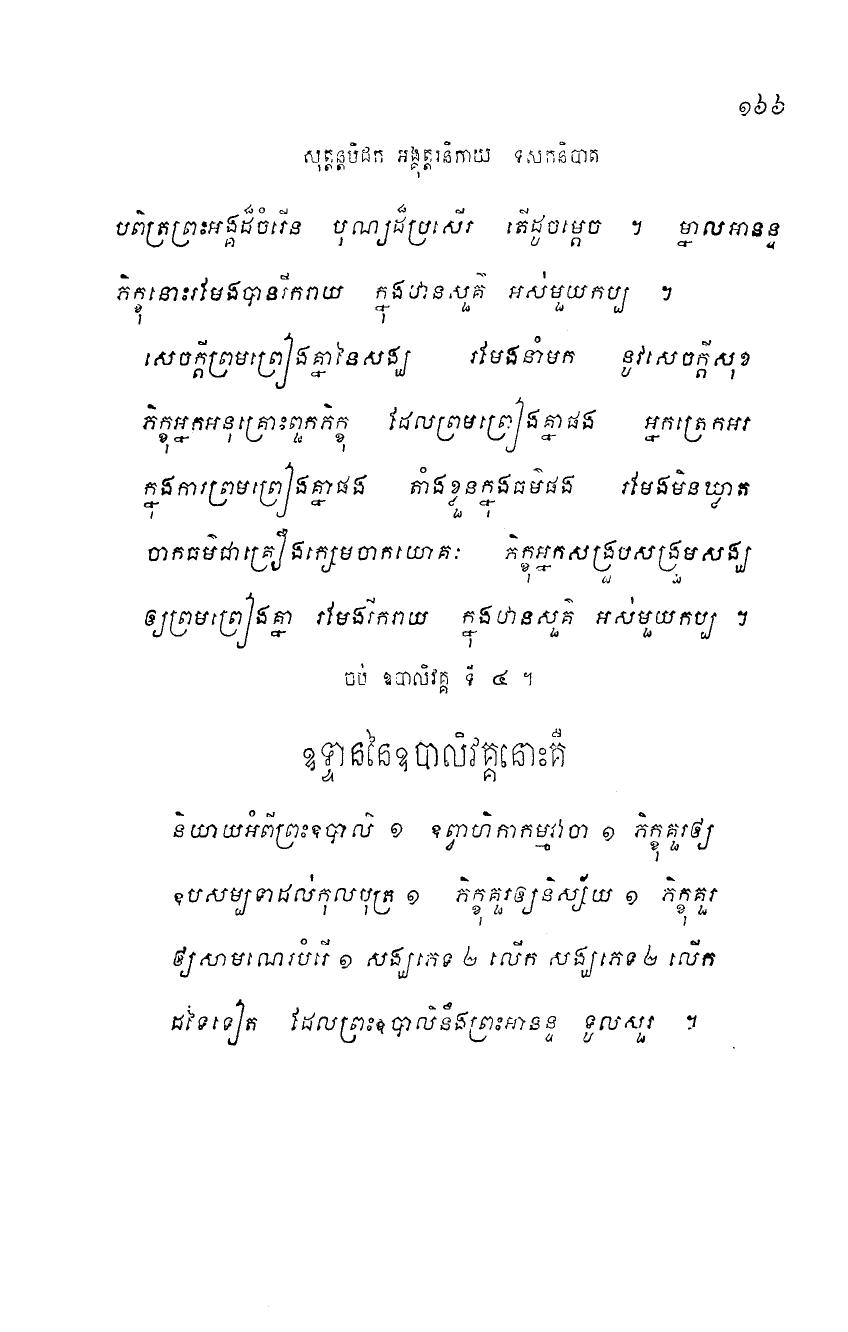 ១៦៦
សុត្តន្តបិដក អង្គុត្តរនិកាយ ទសកនិបាត
បពិត្រព្រះអង្គដ៏ចំរើន បុណ្យដ៏ប្រសើរ តើដូចម្តេច ។ ម្នាលអានន្ទ
ភិក្ខុនោះរមែងបានរីករាយ ក្នុងឋានសួគ៌ អស់មួយកប្ប ។
សេចក្តីព្រមព្រៀងគ្នានៃសង្ឃ រមែងនាំមក នូវសេចក្តីសុខ
ភិក្ខុអ្នកអនុគ្រោះពួកភិក្ខុ ដែលព្រមព្រៀងគ្នាផង អ្នកត្រេកអរ
ក្នុងការព្រមព្រៀងគ្នាផង តាំងខ្លួនក្នុងធម៌ផង រមែងមិនឃ្លាត
ចាកធម៌ជាគ្រឿងក្សេមចាកយោគៈ ភិក្ខុអ្នកសង្រួបសង្រួមសង្ឃ
ឲ្យព្រមព្រៀងគ្នា រមែងរីករាយ ក្នុងឋានសួគ៌ អស់មួយកប្ប ។
ចប់ ឧបាលិវគ្គ ទី ៤ ។
ឧទ្ទាននៃឧបាលិវគ្គនោះគឺ
និយាយអំពីព្រះឧបាលិ ១ ឧព្វាហិកាកម្មវាចា ១ ភិក្ខុគួរឲ្យ
ឧបសម្បទាដល់កុលបុត្រ ១ ភិក្ខុគួរឲ្យនិស្ស័យ ១ ភិក្ខុគួរ
ឲ្យសាមណេរបំរើ ១ សង្ឃភេទ ២ លើក សង្ឃភេទ ២ លើក
ដទៃទៀត ដែលព្រះឧបាលិនឹងព្រះអានន្ទ ទូលសួរ ។